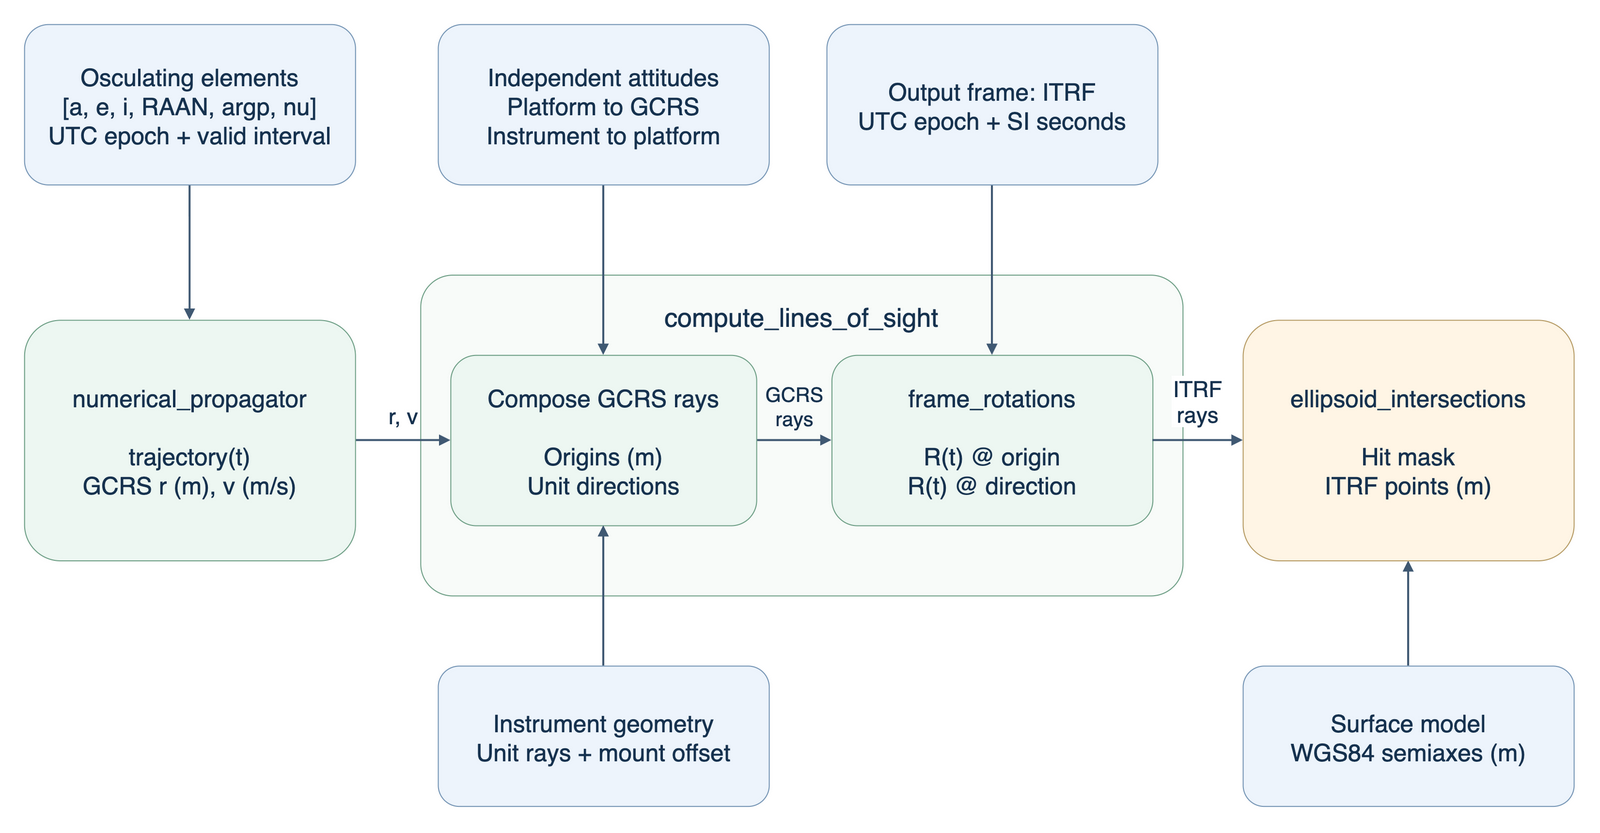 Osculating elements
[a, e, i, RAAN, argp, nu]
UTC epoch + valid interval
Independent attitudes
Platform to GCRS
Instrument to platform
Output frame: ITRF
UTC epoch + SI seconds
compute_lines_of_sight
numerical_propagator
trajectory(t)
GCRS r (m), v (m/s)
r, v
Compose GCRS rays
Origins (m)
Unit directions
GCRS
rays
frame_rotations
R(t) @ origin
R(t) @ direction
ITRF
rays
ellipsoid_intersections
Hit mask
ITRF points (m)
Instrument geometry
Unit rays + mount offset
Surface model
WGS84 semiaxes (m)